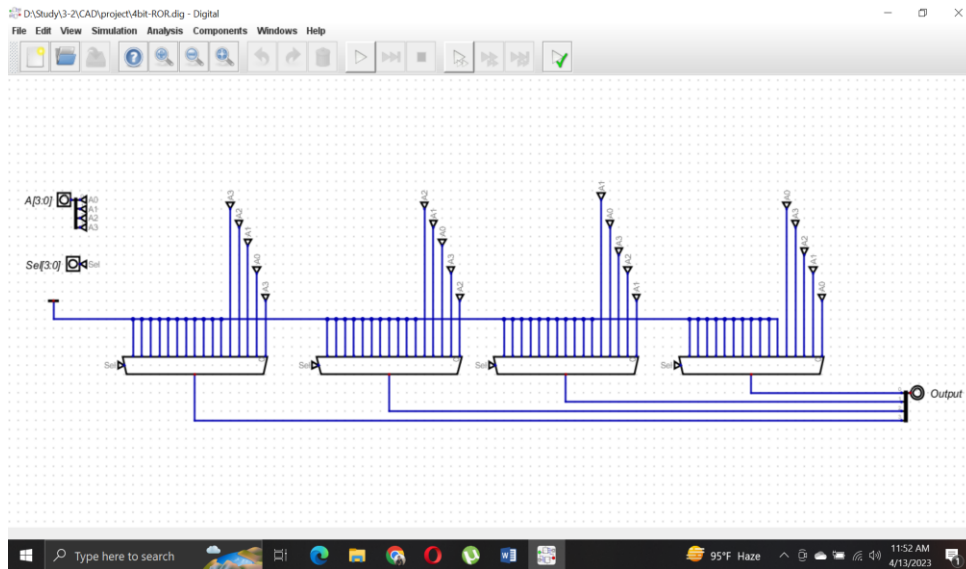 D:\Study\3-2\CAD\project\4bit-ROR.dig - Digital
File Edit View Simulation Analysis Components Windows Help
A[3:0]
A0
A1
A2
A3
Sel[3:0] Sel
A3
A2
A1
A0
A3
A2
A1
A0
A3
A2
A1
A0
A3
A2
A1
A0
A3
A2
A1
A0
Sel
Sel
Sel
Sel
Output
Type here to search
95°F Haze
11:52 AM
4/13/2023
1